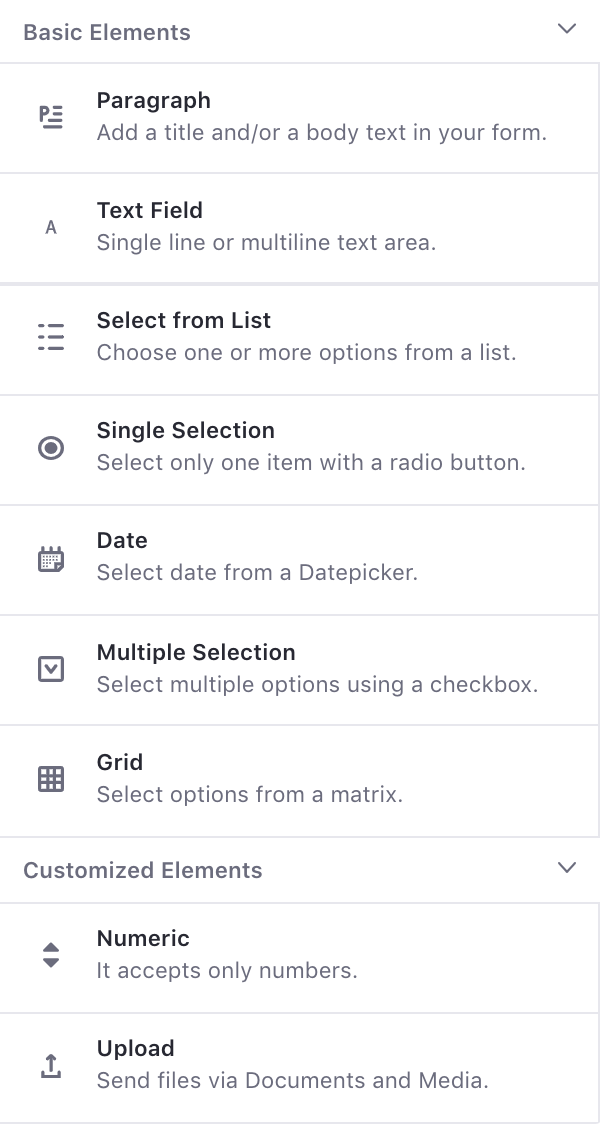 Basic Elements
Paragraph
Add a title and/or a body text in your form.
A
Text Field
Single line or multiline text area.
Select from List
Choose one or more options from a list.
Single Selection
Select only one item with a radio button.
Date
Select date from a Datepicker.
Multiple Selection
Select multiple options using a checkbox.
Grid
Select options from a matrix.
Customized Elements
Numeric
It accepts only numbers.
Upload
Send files via Documents and Media.